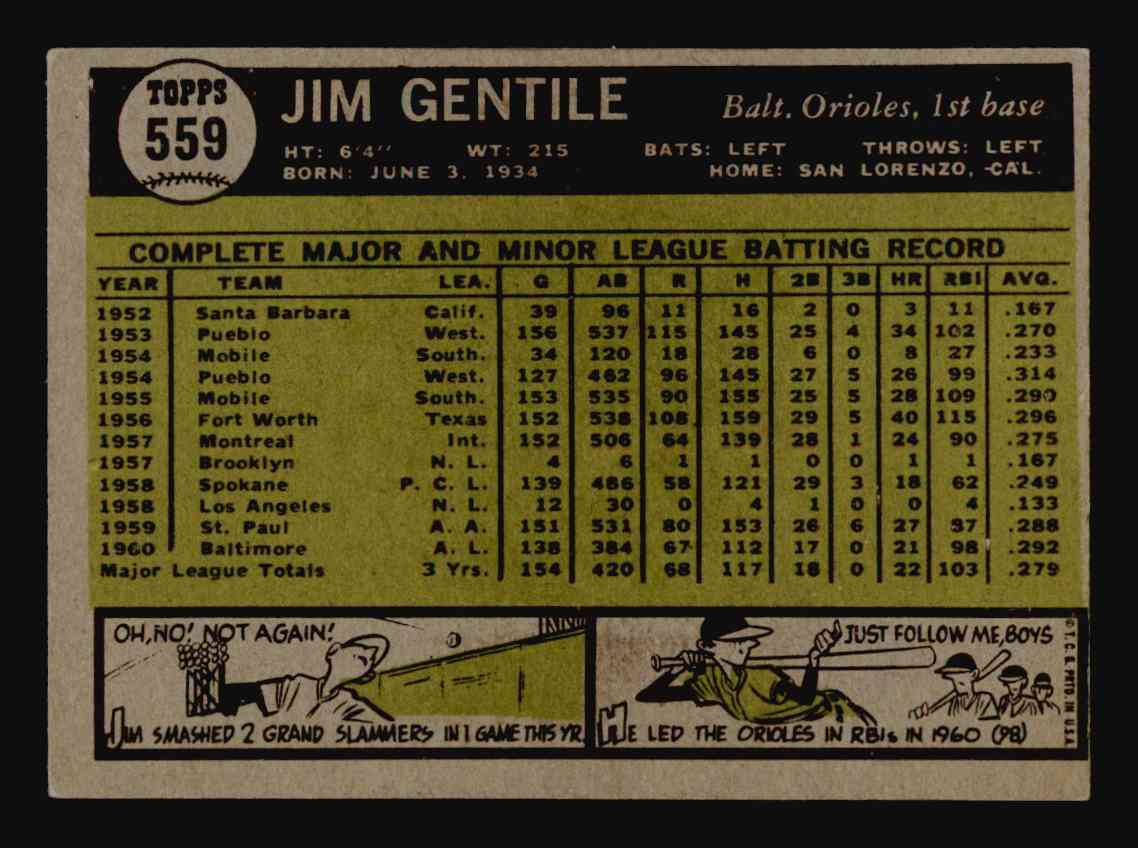 TOPPS
559
JIM GENTILE
Balt. Orioles, 1st base
HT: 6'4'' WT: 215 BATS: LEFT THROWS: LEFT
BORN: JUNE 3, 1934 HOME: SAN LORENZO, CAL.
COMPLETE MAJOR AND MINOR LEAGUE BATTING RECORD
YEAR TEAM LEA. G AB R H 2B 3B HR RBI AVG.
1952 Santa Barbara Calif. 39 96 11 16 2 0 3 11 .167
1953 Pueblo West. 156 537 115 145 25 4 34 102 .270
1954 Mobile South. 34 120 18 28 6 0 8 27 .233
1954 Pueblo West. 127 462 96 145 27 5 26 99 .314
1955 Mobile South. 153 535 90 155 25 5 28 109 .290
1956 Fort Worth Texas 152 538 108 159 29 5 40 115 .296
1957 Montreal Int. 152 506 64 139 28 1 24 90 .275
1957 Brooklyn N. L. 4 6 1 1 0 0 1 1 .167
1958 Spokane P. C. L. 139 486 58 121 29 3 18 62 .249
1958 Los Angeles N. L. 12 30 0 4 1 0 0 4 .133
1959 St. Paul A. A. 151 531 80 153 26 6 27 87 .288
1960 Baltimore A. L. 138 384 67 112 17 0 21 98 .292
Major League Totals 3 Yrs. 154 420 68 117 18 0 22 103 .279
OH, NO! NOT AGAIN!
JIM SMASHED 2 GRAND SLAMMERS IN 1 GAME THIS YR.
JUST FOLLOW ME, BOYS
HE LED THE ORIOLES IN RBIs IN 1960 (98)
© T. C. G. PRTD. IN U.S.A.